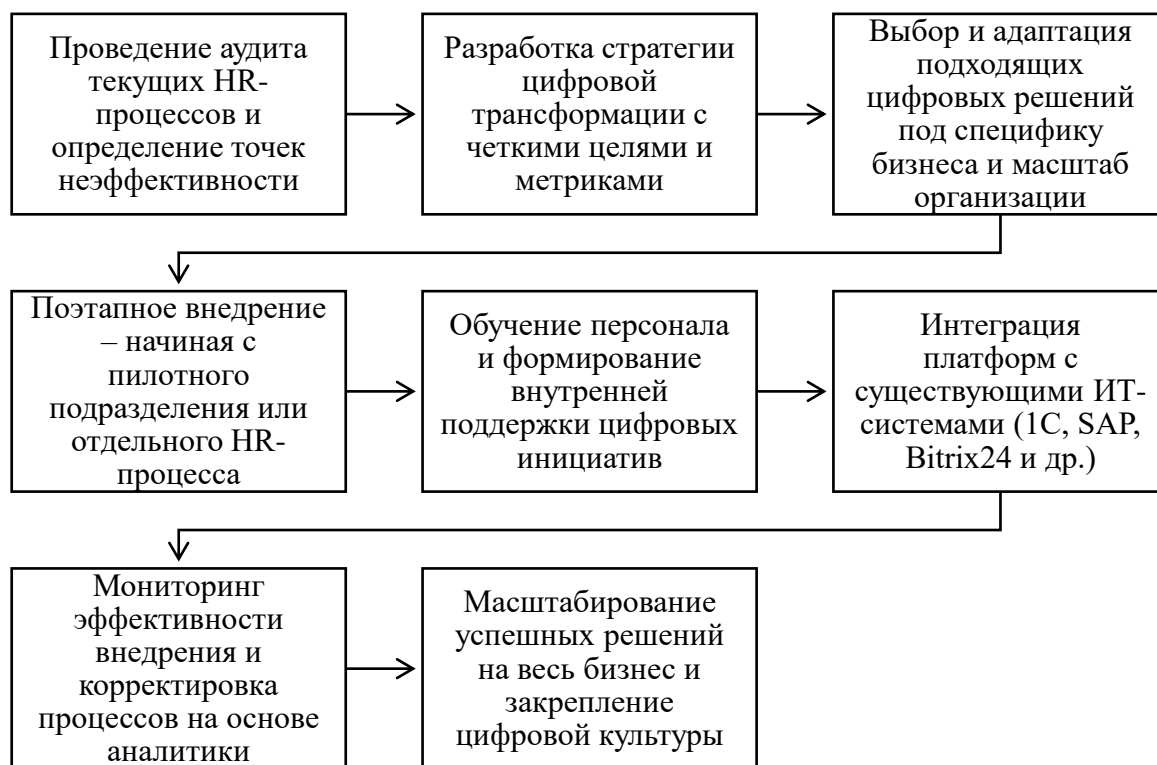 Проведение аудита
текущих HR-
процессов и
определение точек
неэффективности
Разработка стратегии
цифровой
трансформации с
четкими целями и
метриками
Выбор и адаптация
подходящих
цифровых решений
под специфику
бизнеса и масштаб
организации
Поэтапное внедрение
– начиная с
пилотного
подразделения или
отдельного HR-
процесса
Обучение персонала
и формирование
внутренней
поддержки цифровых
инициатив
Интеграция
платформ с
существующими ИТ-
системами (1С, SAP,
Bitrix24 и др.)
Мониторинг
эффективности
внедрения и
корректировка
процессов на основе
аналитики
Масштабирование
успешных решений
на весь бизнес и
закрепление
цифровой культуры